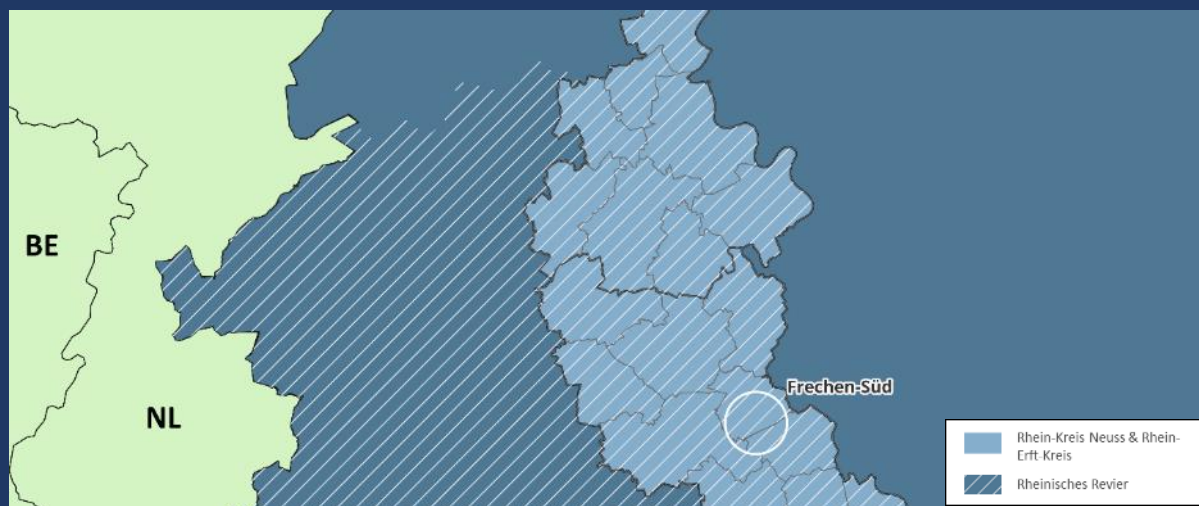 BE
NL
Frechen-Süd
Rhein-Kreis Neuss & Rhein-
Erft-Kreis
Rheinisches Revier